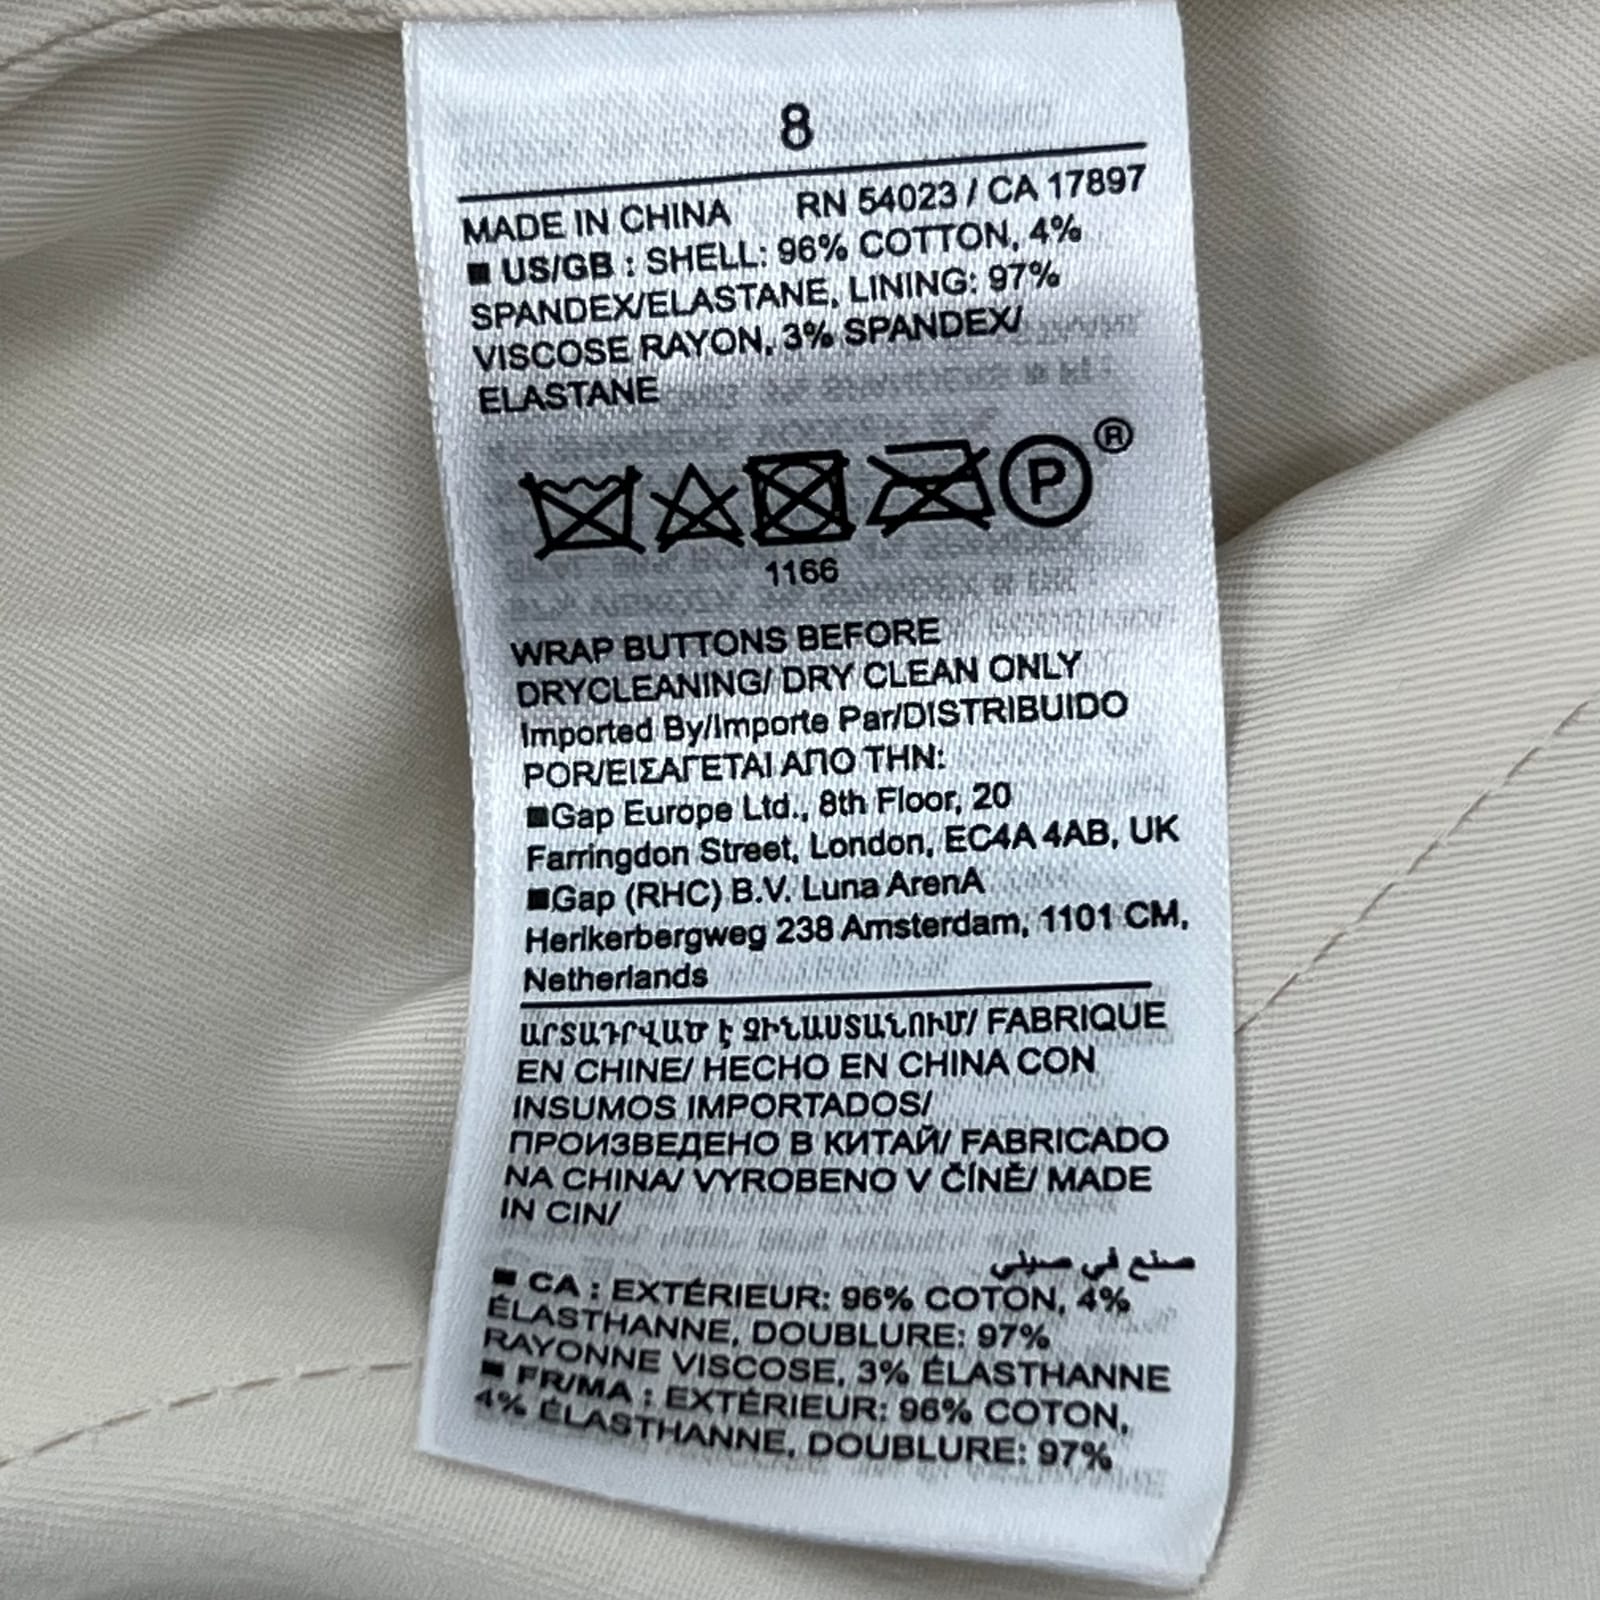 8
MADE IN CHINA RN 54023 / CA 17897
■ US/GB : SHELL: 96% COTTON, 4%
SPANDEX/ELASTANE, LINING: 97%
VISCOSE RAYON, 3% SPANDEX/
ELASTANE
P ®
1166
WRAP BUTTONS BEFORE
DRYCLEANING/ DRY CLEAN ONLY
Imported By/Importe Par/DISTRIBUIDO
POR/ΕΙΣΑΓΕΤΑΙ ΑΠΟ ΤΗΝ:
■Gap Europe Ltd., 8th Floor, 20
Farringdon Street, London, EC4A 4AB, UK
■Gap (RHC) B.V. Luna ArenA
Herikerbergweg 238 Amsterdam, 1101 CM,
Netherlands
ԱՐՏԱԴՐՎԱԾ Է ՉԻՆԱՍՏԱՆՈՒՄ/ FABRIQUE
EN CHINE/ HECHO EN CHINA CON
INSUMOS IMPORTADOS/
ПРОИЗВЕДЕНО В КИТАЙ/ FABRICADO
NA CHINA/ VYROBENO V ČÍNĚ/ MADE
IN CIN/
صنع في صيني
■ CA : EXTÉRIEUR: 96% COTON, 4%
ÉLASTHANNE, DOUBLURE: 97%
RAYONNE VISCOSE, 3% ÉLASTHANNE
■ FR/MA : EXTÉRIEUR: 96% COTON,
4% ÉLASTHANNE, DOUBLURE: 97%